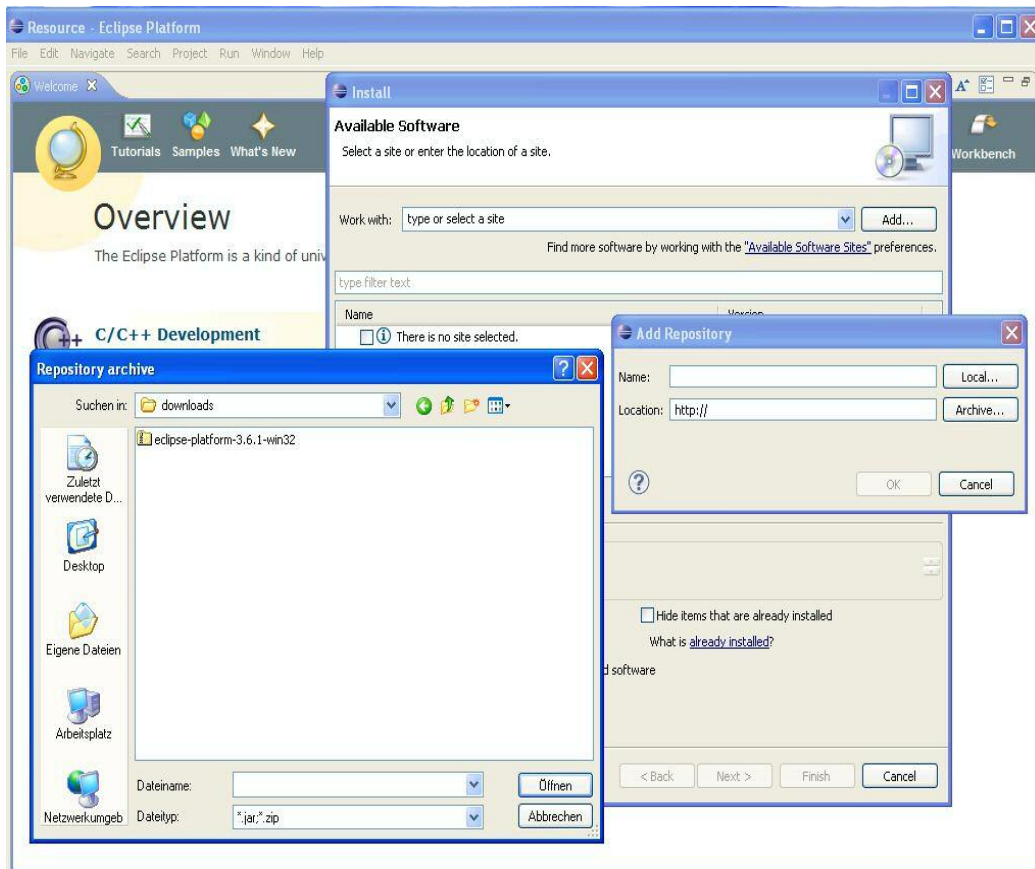 Resource - Eclipse Platform
File Edit Navigate Search Project Run Window Help
Welcome
Tutorials
Samples
What's New
Workbench
Overview
The Eclipse Platform is a kind of univ
C/C++ Development
Install
Available Software
Select a site or enter the location of a site.
Work with:
type or select a site
Add...
Find more software by working with the "Available Software Sites" preferences.
type filter text
Name
Version
There is no site selected.
Hide items that are already installed
What is already installed?
d software
< Back
Next >
Finish
Cancel
Add Repository
Name:
Local...
Location:
http://
Archive...
OK
Cancel
Repository archive
Suchen in:
downloads
eclipse-platform-3.6.1-win32
Zuletzt
verwendete D...
Desktop
Eigene Dateien
Arbeitsplatz
Netzwerkumgeb
Dateiname:
Öffnen
Dateityp:
*.jar;*.zip
Abbrechen